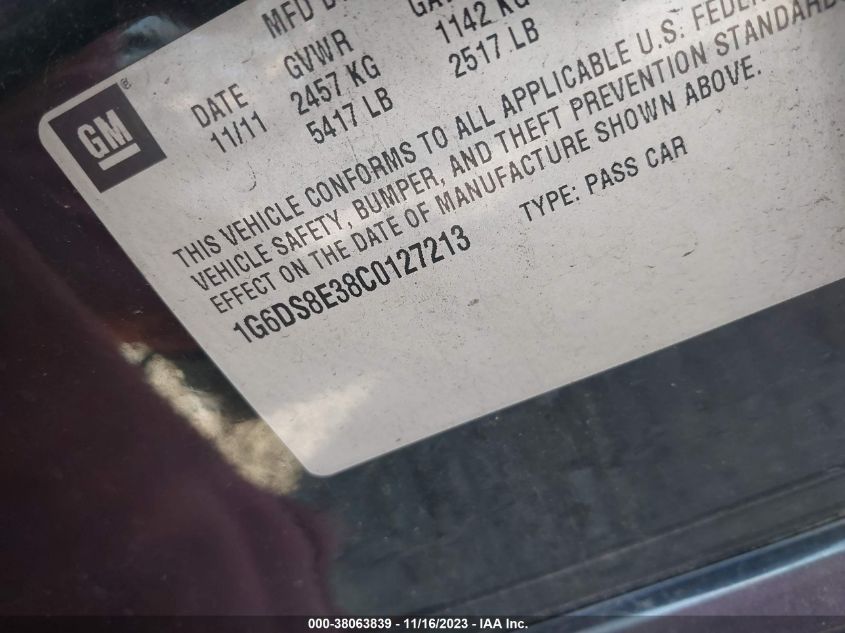 GM
MFD
DATE GVWR
11/11 2457 KG 1142 KG
5417 LB 2517 LB
THIS VEHICLE CONFORMS TO ALL APPLICABLE U.S.
VEHICLE SAFETY, BUMPER, AND THEFT PREVENTION STANDARD
EFFECT ON THE DATE OF MANUFACTURE SHOWN ABOVE.
1G6DS8E38C0127213 TYPE: PASS CAR
000-38063839 - 11/16/2023 - IAA Inc.